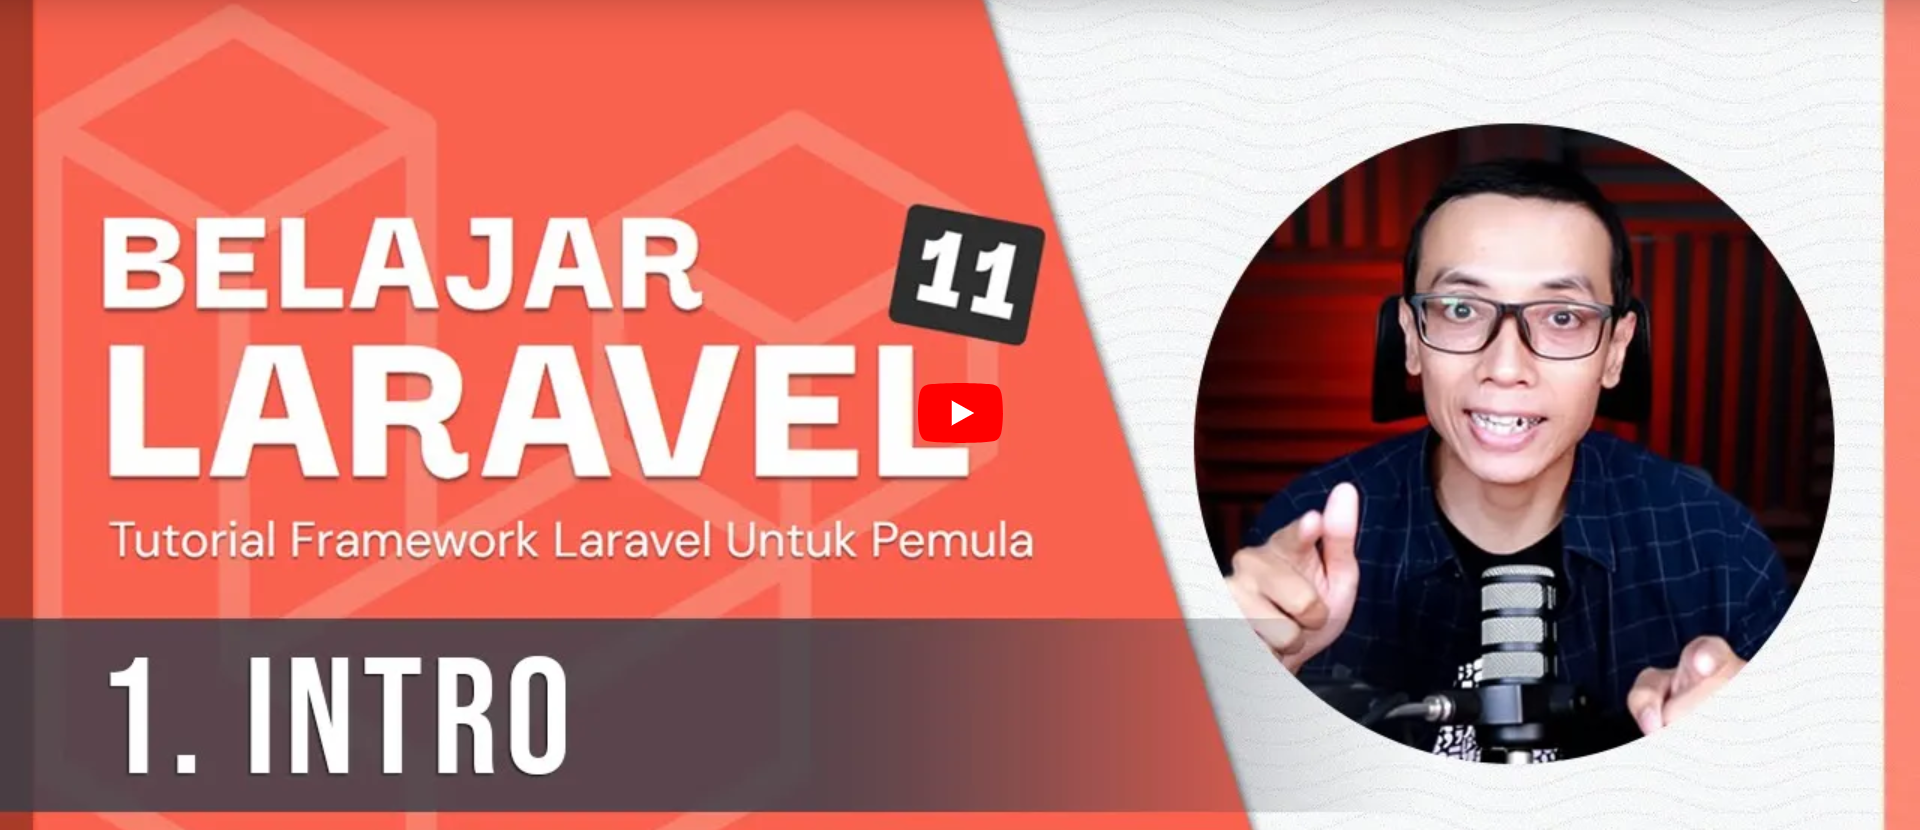 BELAJAR
11
LARAVEL
Tutorial Framework Laravel Untuk Pemula
1. INTRO